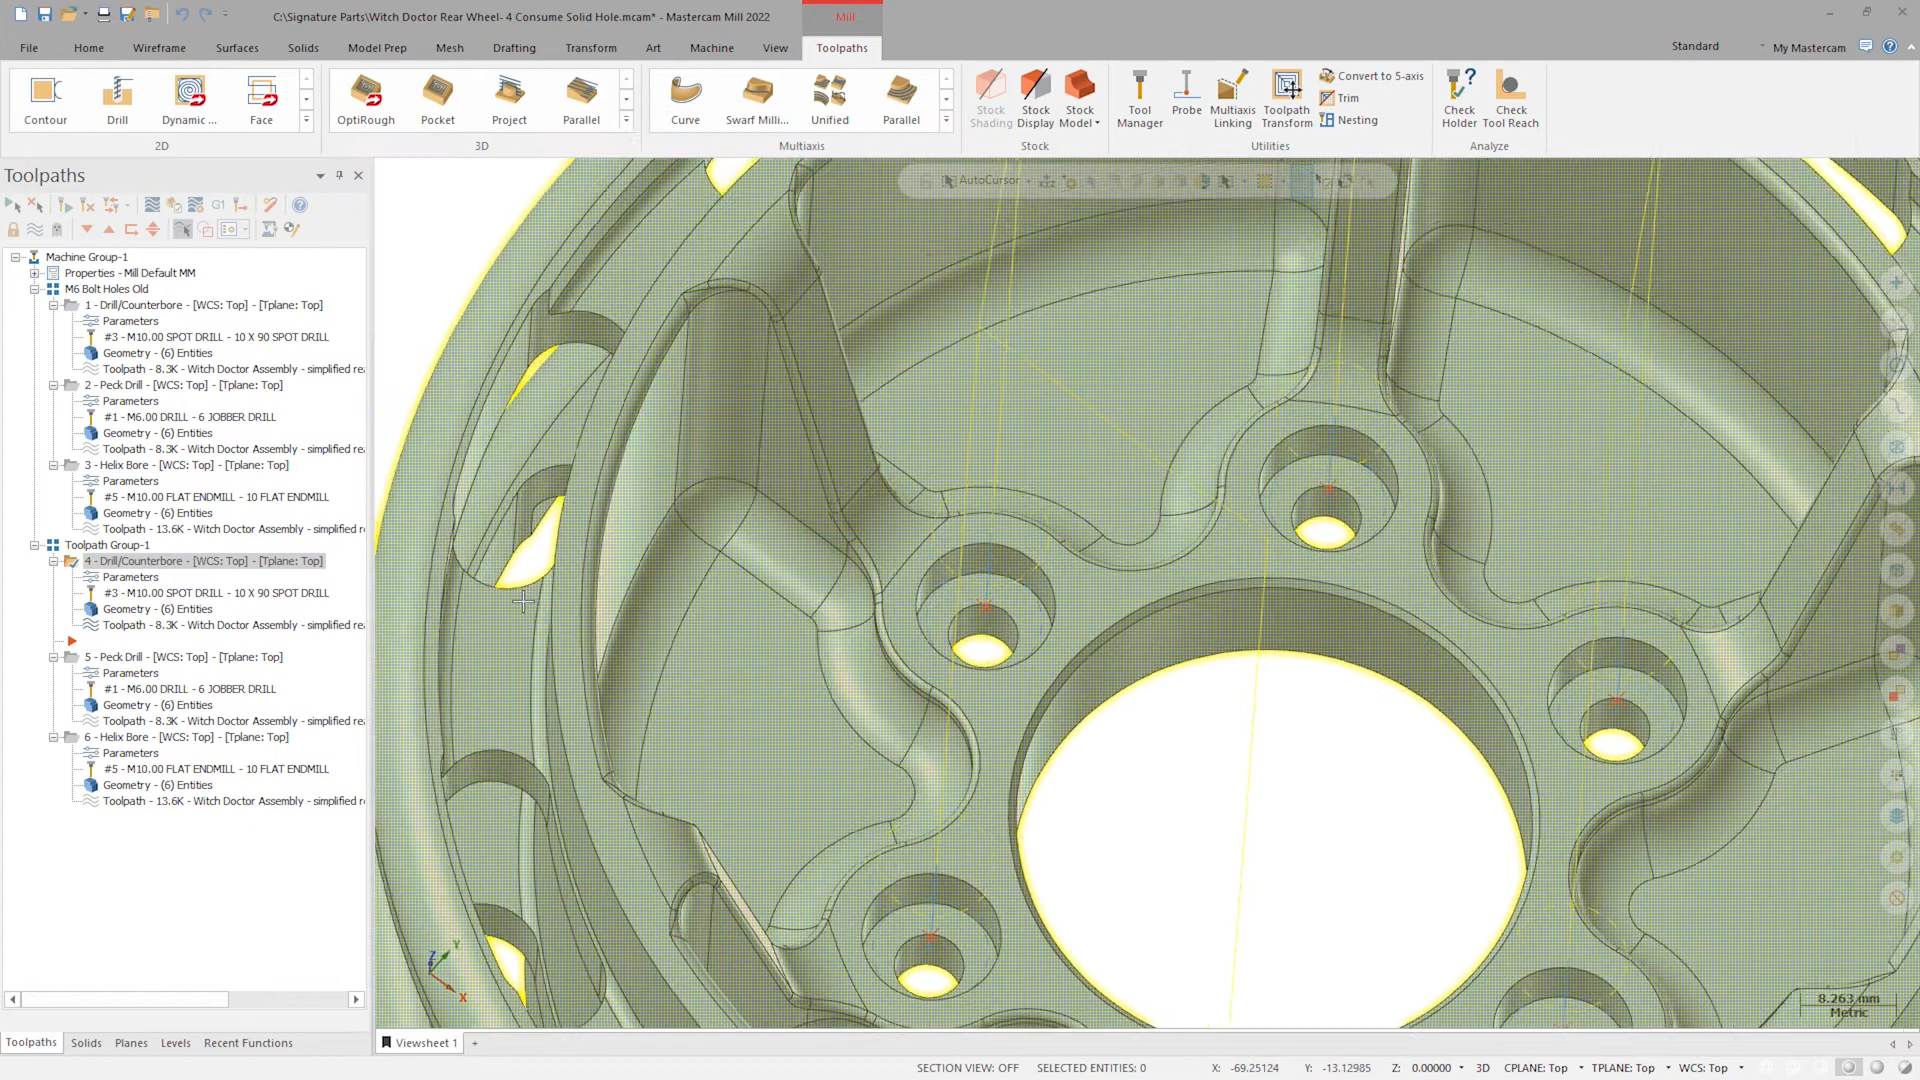 C:\Signature Parts\Witch Doctor Rear Wheel- 4 Consume Solid Hole.mcam* - Mastercam Mill 2022
Mill
File Home Wireframe Surfaces Solids Model Prep Mesh Drafting Transform Art Machine View Toolpaths
Standard My Mastercam
Contour Drill Dynamic ... Face
2D
OptiRough Pocket Project Parallel
3D
Curve Swarf Milli... Unified Parallel
Multiaxis
Stock Shading
Stock Display
Stock Model
Stock
Tool Manager
Probe
Multiaxis Linking
Toolpath Transform
Convert to 5-axis
Trim
Nesting
Utilities
Check Holder
Check Tool Reach
Analyze
Toolpaths
G1
AutoCursor
Machine Group-1
Properties - Mill Default MM
M6 Bolt Holes Old
1 - Drill/Counterbore - [WCS: Top] - [Tplane: Top]
Parameters
#3 - M10.00 SPOT DRILL - 10 X 90 SPOT DRILL
Geometry - (6) Entities
Toolpath - 8.3K - Witch Doctor Assembly - simplified re
2 - Peck Drill - [WCS: Top] - [Tplane: Top]
Parameters
#1 - M6.00 DRILL - 6 JOBBER DRILL
Geometry - (6) Entities
Toolpath - 8.3K - Witch Doctor Assembly - simplified re
3 - Helix Bore - [WCS: Top] - [Tplane: Top]
Parameters
#5 - M10.00 FLAT ENDMILL - 10 FLAT ENDMILL
Geometry - (6) Entities
Toolpath - 13.6K - Witch Doctor Assembly - simplified re
Toolpath Group-1
4 - Drill/Counterbore - [WCS: Top] - [Tplane: Top]
Parameters
#3 - M10.00 SPOT DRILL - 10 X 90 SPOT DRILL
Geometry - (6) Entities
Toolpath - 8.3K - Witch Doctor Assembly - simplified re
5 - Peck Drill - [WCS: Top] - [Tplane: Top]
Parameters
#1 - M6.00 DRILL - 6 JOBBER DRILL
Geometry - (6) Entities
Toolpath - 8.3K - Witch Doctor Assembly - simplified re
6 - Helix Bore - [WCS: Top] - [Tplane: Top]
Parameters
#5 - M10.00 FLAT ENDMILL - 10 FLAT ENDMILL
Geometry - (6) Entities
Toolpath - 13.6K - Witch Doctor Assembly - simplified re
Z Y
X
8.263 mm
Metric
Toolpaths Solids Planes Levels Recent Functions
Viewsheet 1 +
SECTION VIEW: OFF SELECTED ENTITIES: 0 X: -69.25124 Y: -13.12985 Z: 0.00000 3D CPLANE: Top TPLANE: Top WCS: Top